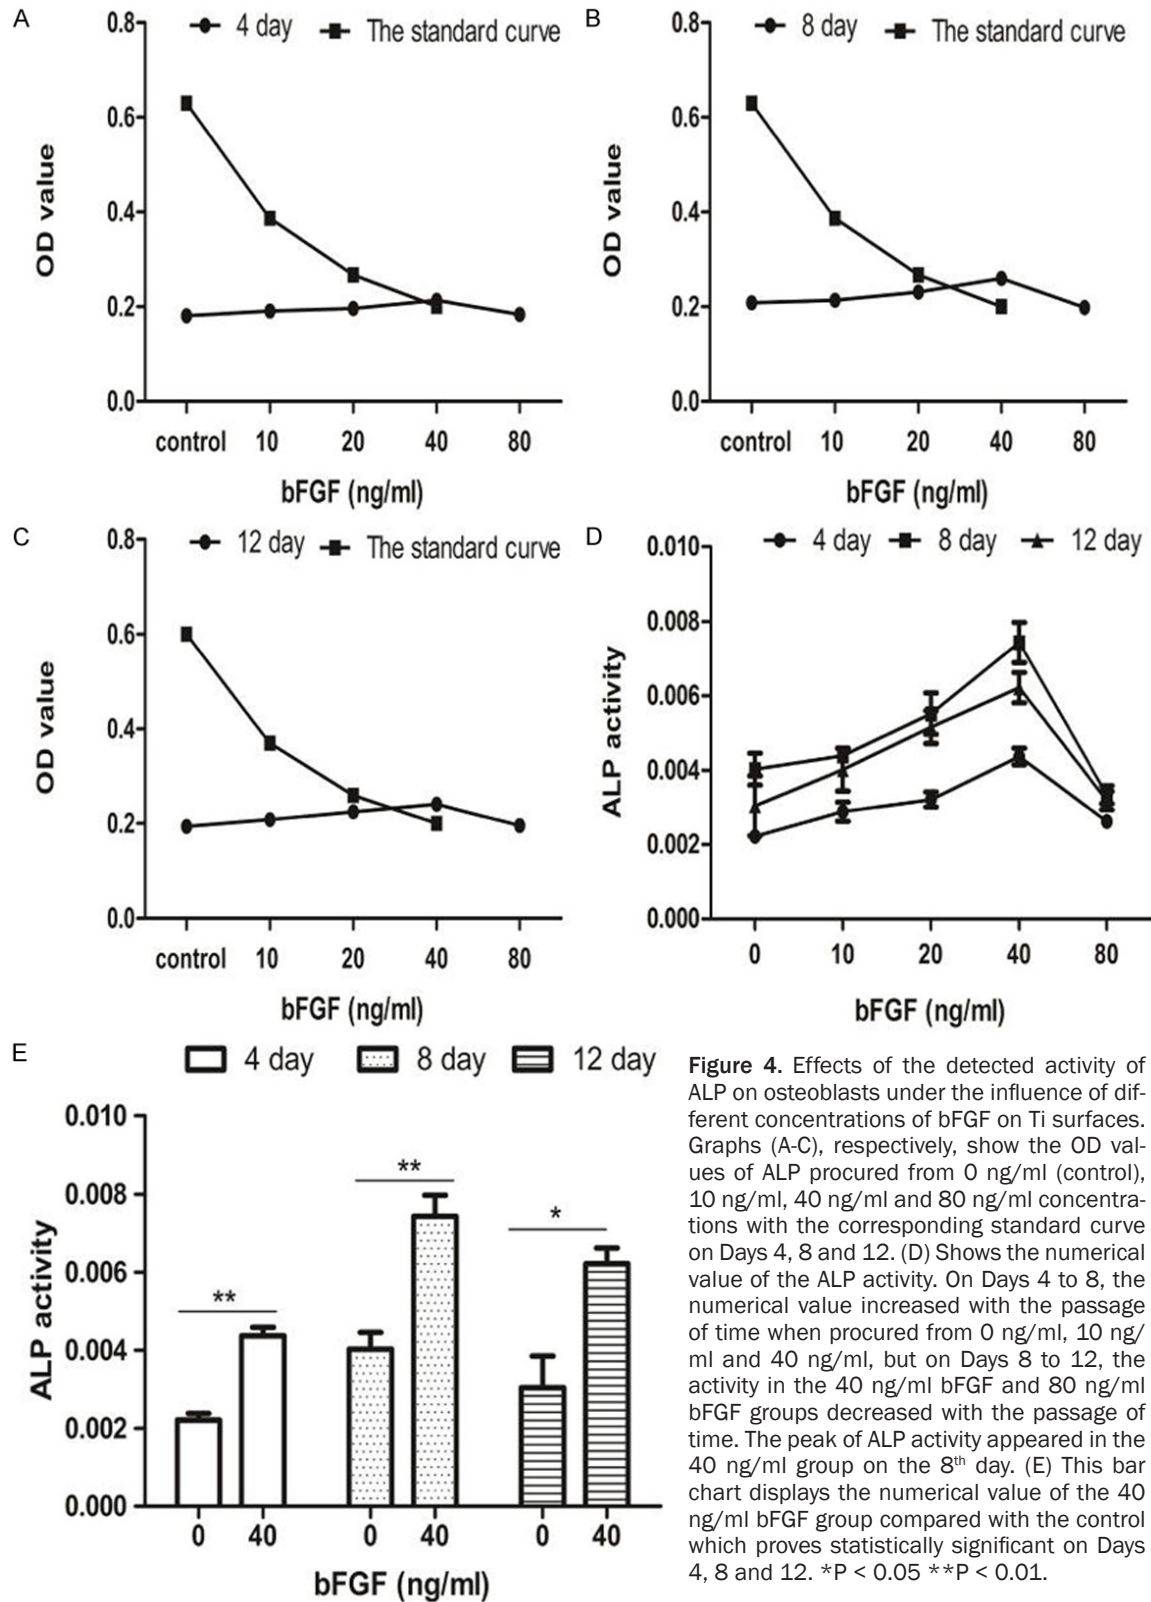 A
4 day
The standard curve
0.8
0.6
0.4
0.2
0.0
OD value
control 10 20 40 80
bFGF (ng/ml)
B
8 day
The standard curve
0.8
0.6
0.4
0.2
0.0
OD value
control 10 20 40 80
bFGF (ng/ml)
C
12 day
The standard curve
0.8
0.6
0.4
0.2
0.0
OD value
control 10 20 40 80
bFGF (ng/ml)
D
4 day 8 day 12 day
0.010
0.008
0.006
0.004
0.002
0.000
ALP activity
0 10 20 40 80
bFGF (ng/ml)
E
4 day 8 day 12 day
0.010
0.008
0.006
0.004
0.002
0.000
ALP activity
** ** *
0 40 0 40 0 40
bFGF (ng/ml)
Figure 4. Effects of the detected activity of
ALP on osteoblasts under the influence of dif-
ferent concentrations of bFGF on Ti surfaces.
Graphs (A-C), respectively, show the OD val-
ues of ALP procured from 0 ng/ml (control),
10 ng/ml, 40 ng/ml and 80 ng/ml concentra-
tions with the corresponding standard curve
on Days 4, 8 and 12. (D) Shows the numerical
value of the ALP activity. On Days 4 to 8, the
numerical value increased with the passage
of time when procured from 0 ng/ml, 10 ng/
ml and 40 ng/ml, but on Days 8 to 12, the
activity in the 40 ng/ml bFGF and 80 ng/ml
bFGF groups decreased with the passage of
time. The peak of ALP activity appeared in the
40 ng/ml group on the 8th day. (E) This bar
chart displays the numerical value of the 40
ng/ml bFGF group compared with the control
which proves statistically significant on Days
4, 8 and 12. *P < 0.05 **P < 0.01.